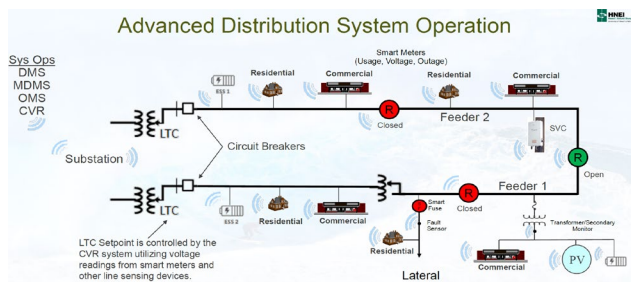 HNEI
Advanced Distribution System Operation
Sys Ops
DMS
MDMS
OMS
CVR
Smart Meters
(Usage, Voltage, Outage)
ESS 1
Residential
Commercial
Residential
Commercial
R
Closed
Feeder 2
LTC
SVC
Circuit Breakers
Substation
R
Open
Feeder 1
R
Closed
LTC
ESS 2
Residential
Commercial
Smart
Fuse
Fault
Sensor
Transformer/Secondary
Monitor
LTC Setpoint is controlled by the
CVR system utilizing voltage
readings from smart meters and
other line sensing devices.
Residential
Lateral
Commercial
PV